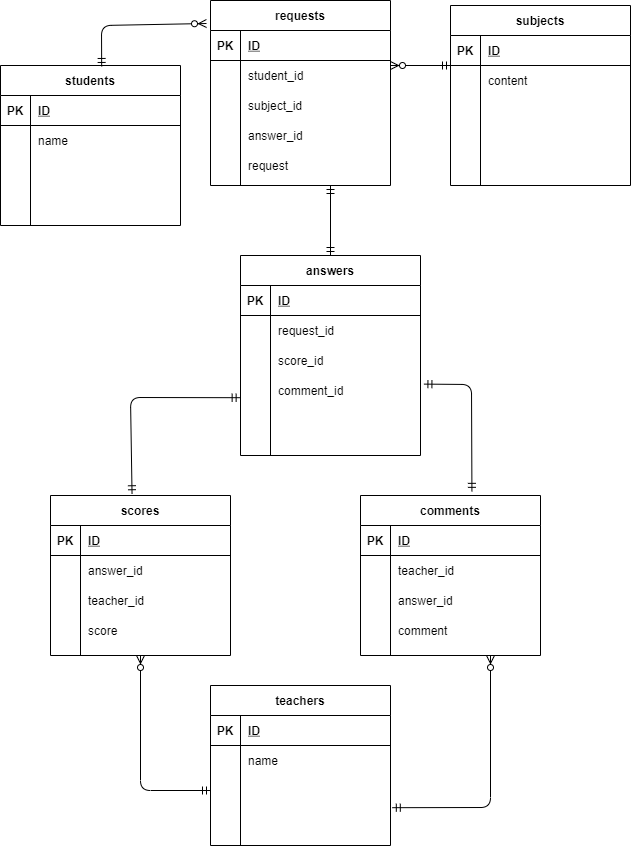 requests
PK ID
student_id
subject_id
answer_id
request
subjects
PK ID
content
students
PK ID
name
answers
PK ID
request_id
score_id
comment_id
scores
PK ID
answer_id
teacher_id
score
comments
PK ID
teacher_id
answer_id
comment
teachers
PK ID
name